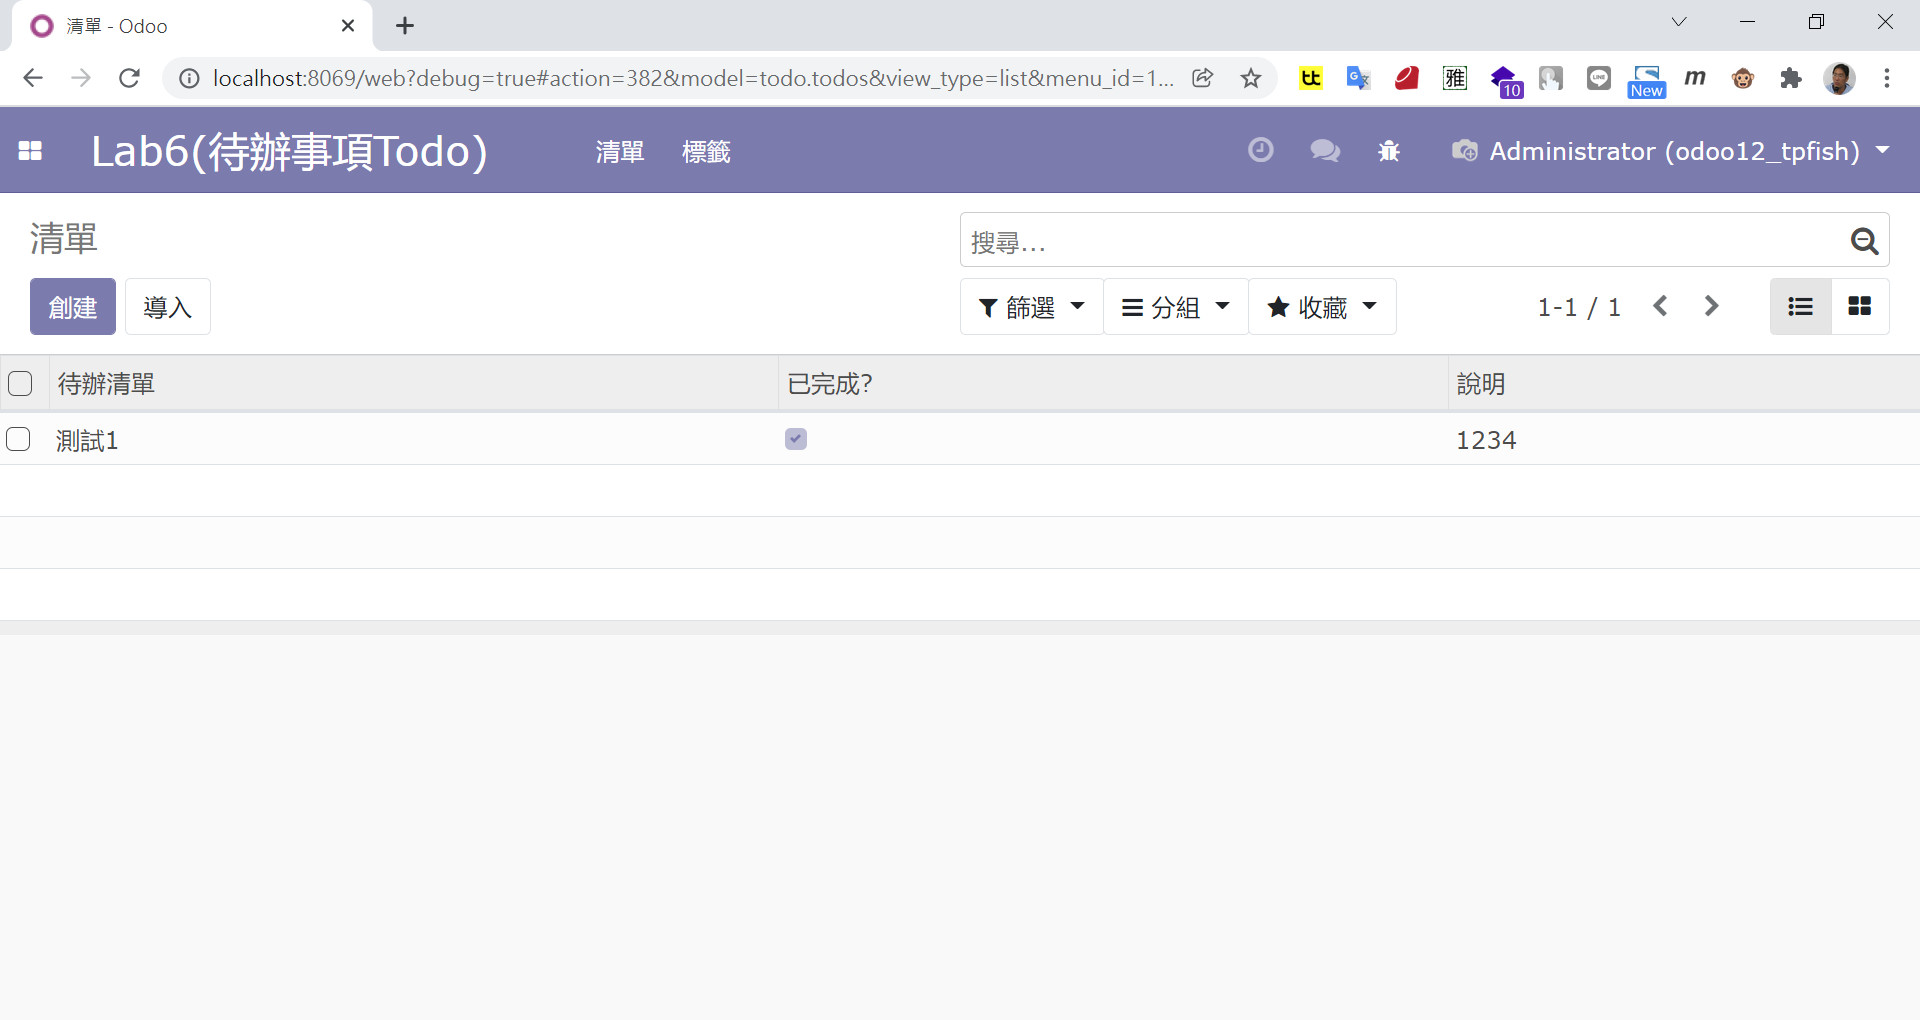 清單 - Odoo
localhost:8069/web?debug=true#action=382&model=todo.todos&view_type=list&menu_id=1...
雅
10
New
m
Lab6(待辦事項Todo)
清單
標籤
Administrator (odoo12_tpfish)
清單
搜尋...
創建
導入
篩選
分組
收藏
1-1 / 1
待辦清單
已完成?
說明
測試1
1234